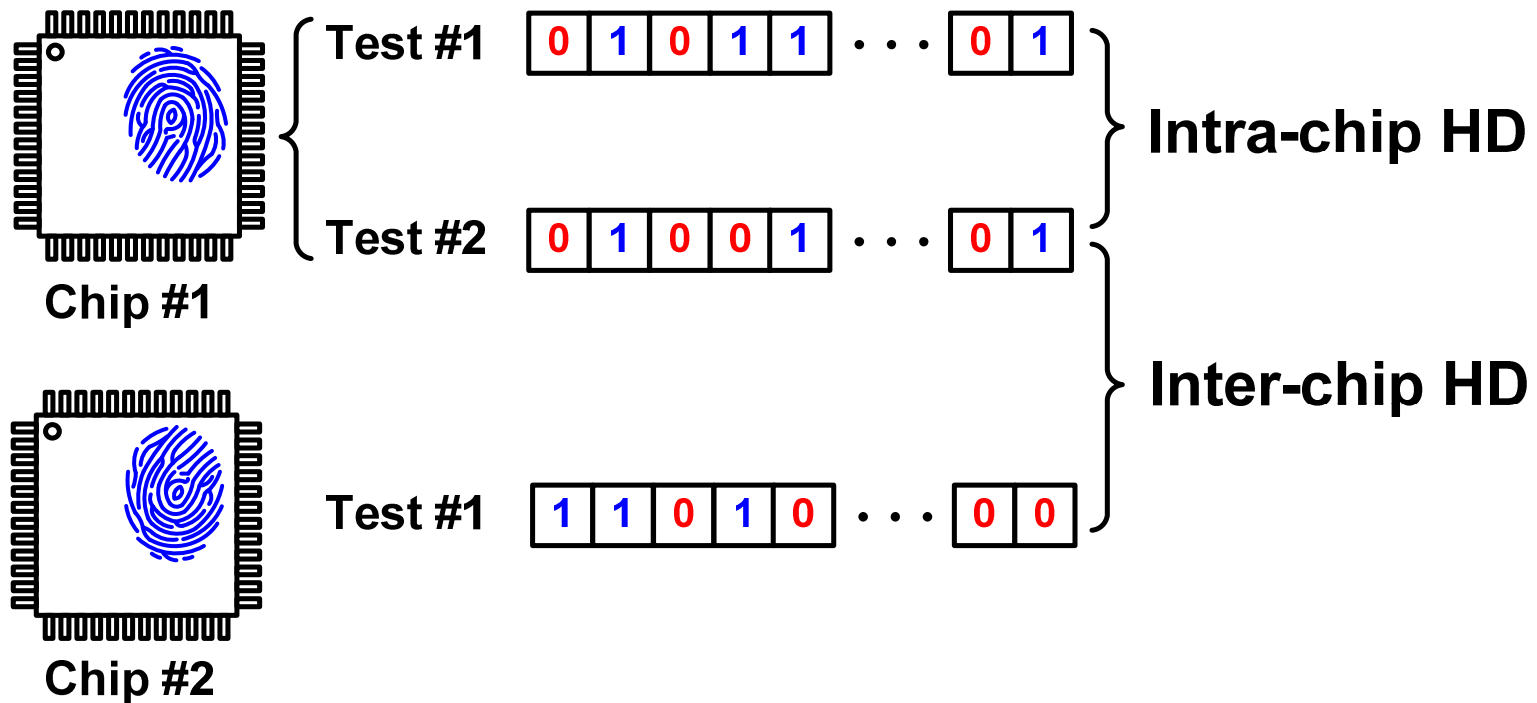 Test #1 0 1 0 1 1 ... 0 1
Intra-chip HD
Test #2 0 1 0 0 1 ... 0 1
Chip #1
Inter-chip HD
Test #1 1 1 0 1 0 ... 0 0
Chip #2